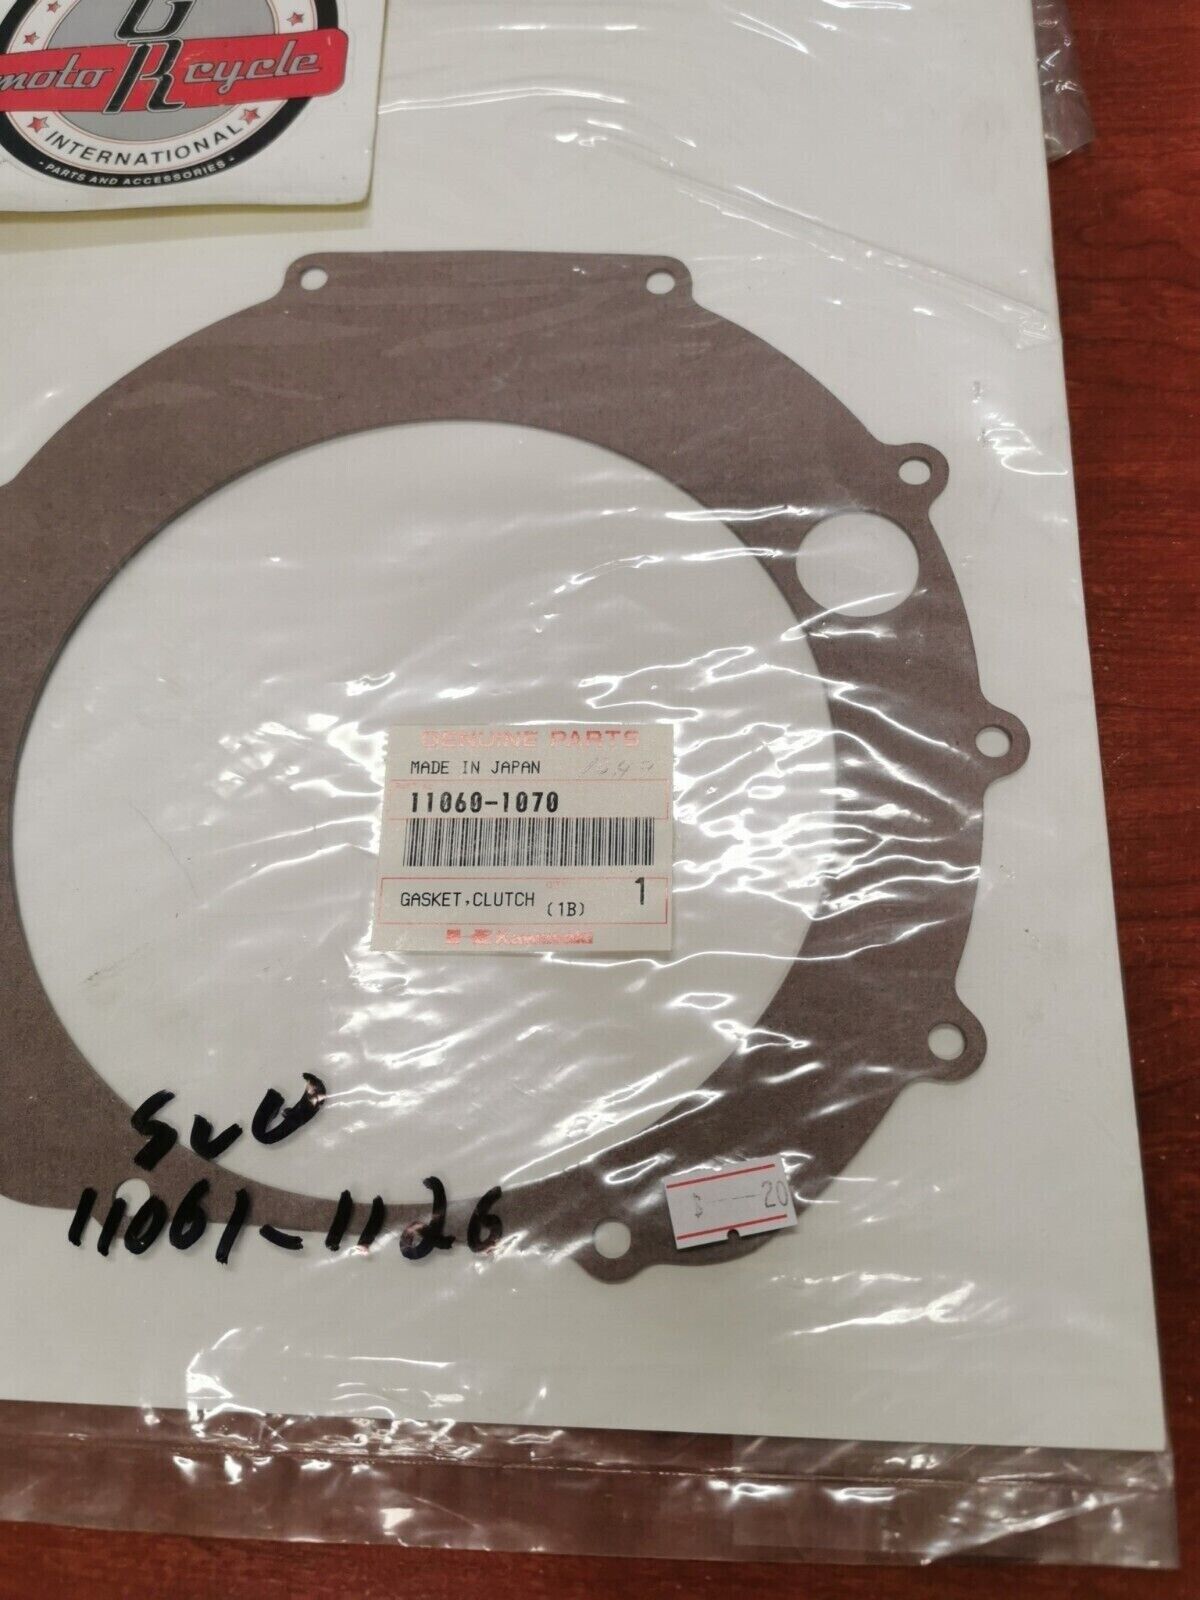 GR
moto cycle
INTERNATIONAL
- PARTS AND ACCESSORIES -
GENUINE PARTS
MADE IN JAPAN
11060-1070
GASKET,CLUTCH (1B) 1
Kawasaki
$ ---- 20
11061-1126